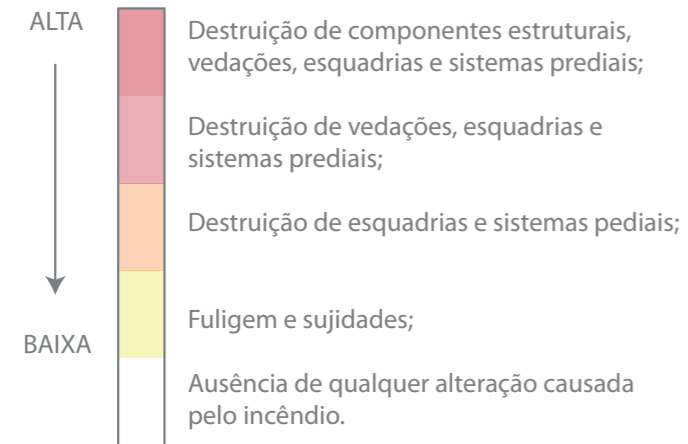 ALTA
Destruição de componentes estruturais,
vedações, esquadrias e sistemas prediais;
Destruição de vedações, esquadrias e
sistemas prediais;
Destruição de esquadrias e sistemas pediais;
Fuligem e sujidades;
BAIXA
Ausência de qualquer alteração causada
pelo incêndio.